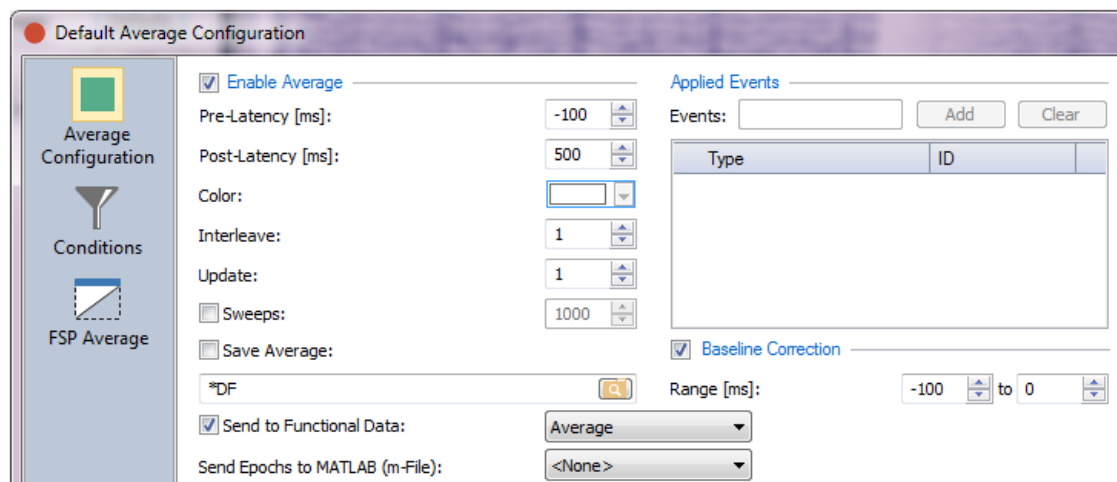 Default Average Configuration
Average
Configuration
Conditions
FSP Average
Enable Average
Pre-Latency [ms]: -100
Post-Latency [ms]: 500
Color:
Interleave: 1
Update: 1
Sweeps: 1000
Save Average:
*DF
Send to Functional Data: Average
Send Epochs to MATLAB (m-File): <None>
Applied Events
Events: Add Clear
Type ID
Baseline Correction
Range [ms]: -100 to 0